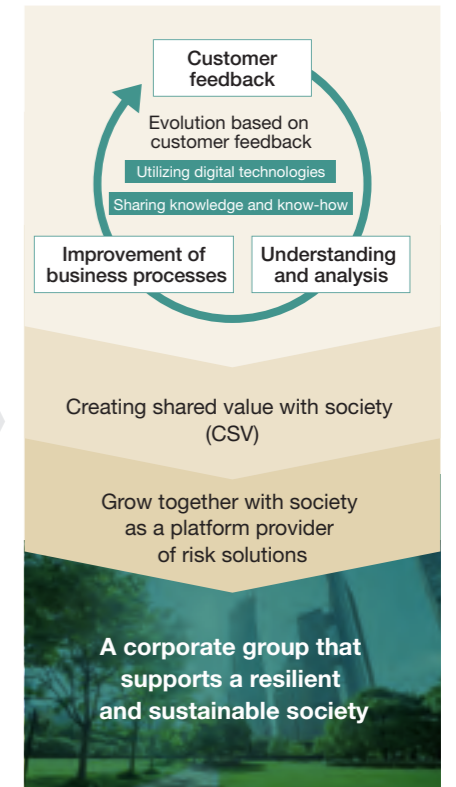 Customer
feedback
Evolution based on
customer feedback
Utilizing digital technologies
Sharing knowledge and know-how
Improvement of
business processes
Understanding
and analysis
Creating shared value with society
(CSV)
Grow together with society
as a platform provider
of risk solutions
A corporate group that
supports a resilient
and sustainable society